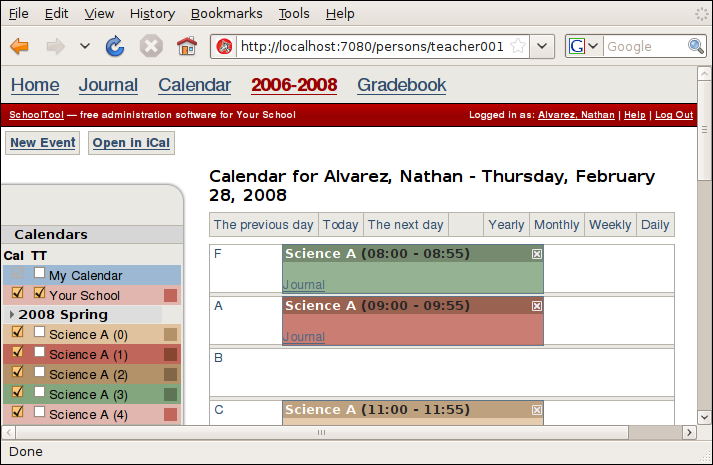 File Edit View History Bookmarks Tools Help
http://localhost:7080/persons/teacher001 G Google
Home Journal Calendar 2006-2008 Gradebook
SchoolTool — free administration software for Your School Logged in as: Alvarez, Nathan | Help | Log Out
New Event Open in iCal
Calendar for Alvarez, Nathan - Thursday, February
28, 2008
The previous day Today The next day Yearly Monthly Weekly Daily
Calendars
Cal TT
My Calendar
Your School
2008 Spring
Science A (0)
Science A (1)
Science A (2)
Science A (3)
Science A (4)
F Science A (08:00 - 08:55)
Journal
A Science A (09:00 - 09:55)
Journal
B
C Science A (11:00 - 11:55)
Done